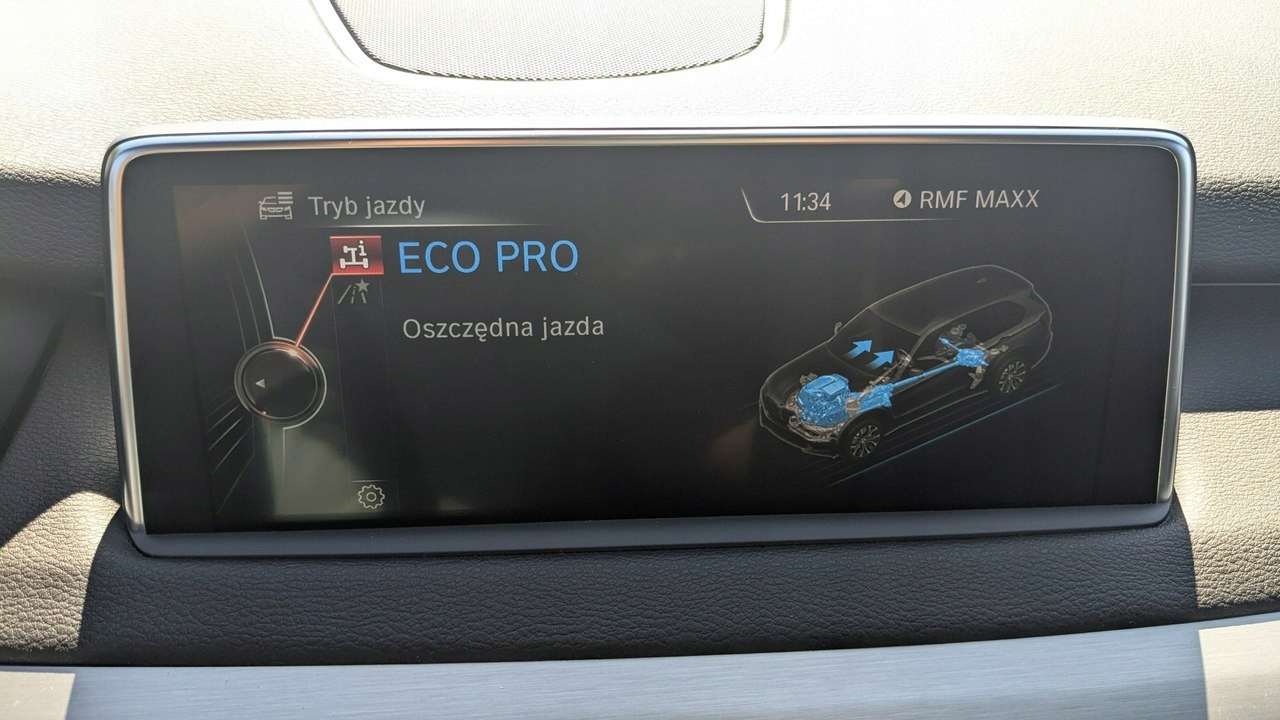 Tryb jazdy
11:34
RMF MAXX
ECO PRO
Oszczędna jazda